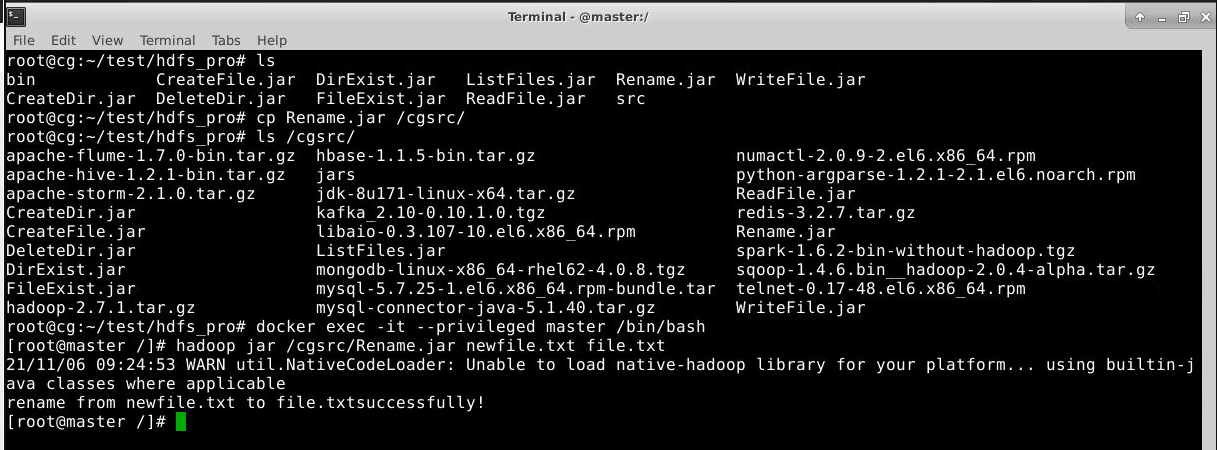 Terminal - @master:/
File Edit View Terminal Tabs Help
root@cg:~/test/hdfs_pro# ls
bin CreateFile.jar DirExist.jar ListFiles.jar Rename.jar WriteFile.jar
CreateDir.jar DeleteDir.jar FileExist.jar ReadFile.jar src
root@cg:~/test/hdfs_pro# cp Rename.jar /cgsrc/
root@cg:~/test/hdfs_pro# ls /cgsrc/
apache-flume-1.7.0-bin.tar.gz hbase-1.1.5-bin.tar.gz numactl-2.0.9-2.el6.x86_64.rpm
apache-hive-1.2.1-bin.tar.gz jars python-argparse-1.2.1-2.1.el6.noarch.rpm
apache-storm-2.1.0.tar.gz jdk-8u171-linux-x64.tar.gz ReadFile.jar
CreateDir.jar kafka_2.10-0.10.1.0.tgz redis-3.2.7.tar.gz
CreateFile.jar libaio-0.3.107-10.el6.x86_64.rpm Rename.jar
DeleteDir.jar ListFiles.jar spark-1.6.2-bin-without-hadoop.tgz
DirExist.jar mongodb-linux-x86_64-rhel62-4.0.8.tgz sqoop-1.4.6.bin__hadoop-2.0.4-alpha.tar.gz
FileExist.jar mysql-5.7.25-1.el6.x86_64.rpm-bundle.tar telnet-0.17-48.el6.x86_64.rpm
hadoop-2.7.1.tar.gz mysql-connector-java-5.1.40.tar.gz WriteFile.jar
root@cg:~/test/hdfs_pro# docker exec -it --privileged master /bin/bash
[root@master /]# hadoop jar /cgsrc/Rename.jar newfile.txt file.txt
21/11/06 09:24:53 WARN util.NativeCodeLoader: Unable to load native-hadoop library for your platform... using builtin-j
ava classes where applicable
rename from newfile.txt to file.txtsuccessfully!
[root@master /]#